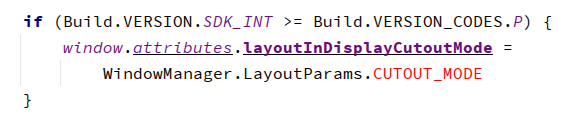 if (Build.VERSION.SDK_INT >= Build.VERSION_CODES.P) {
window.attributes.layoutInDisplayCutoutMode =
WindowManager.LayoutParams.CUTOUT_MODE
}